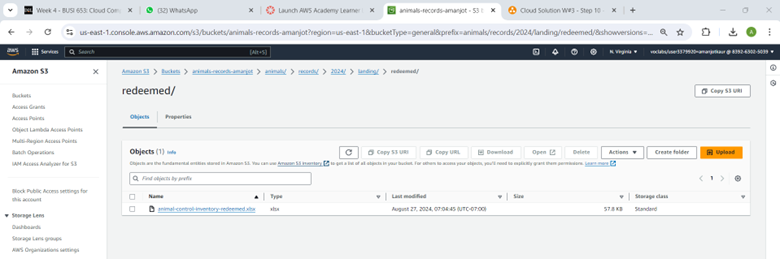 Week 4 - BUSI 653: Cloud Com
(32) WhatsApp
Launch AWS Academy Learner
animals-records-amanjot - S3
Cloud Solution W#3 - Step 10
us-east-1.console.aws.amazon.com/s3/buckets/animals-records-amanjot?region=us-east-1&bucketType=general&prefix=animals/records/2024/landing/redeemed/&showversions=...
aws
Services
Search
[Alt+S]
N. Virginia
Amazon S3
Amazon S3 > Buckets > animals-records-amanjot > animals/ > records/ > 2024/ > landing/ > redeemed/
Buckets
Access Grants
Access Points
Object Lambda Access Points
Multi-Region Access Points
Batch Operations
IAM Access Analyzer for S3
Block Public Access settings for
this account
Storage Lens
Dashboards
Storage Lens groups
AWS Organizations settings
redeemed/
Copy S3 URI
Objects
Properties
Objects (1) Info
Copy S3 URI
Copy URL
Download
Open
Delete
Actions
Create folder
Upload
Objects are the fundamental entities stored in Amazon S3. You can use Amazon S3 inventory to get a list of all objects in your bucket. For others to access your objects, you'll need to explicitly grant them permissions. Learn more
Find objects by prefix
1
Name
Type
Last modified
Size
Storage class
animal-control-inventory-redeemed.xlsx
xlsx
August 27, 2024, 07:04:45 (UTC-07:00)
57.8 KB
Standard